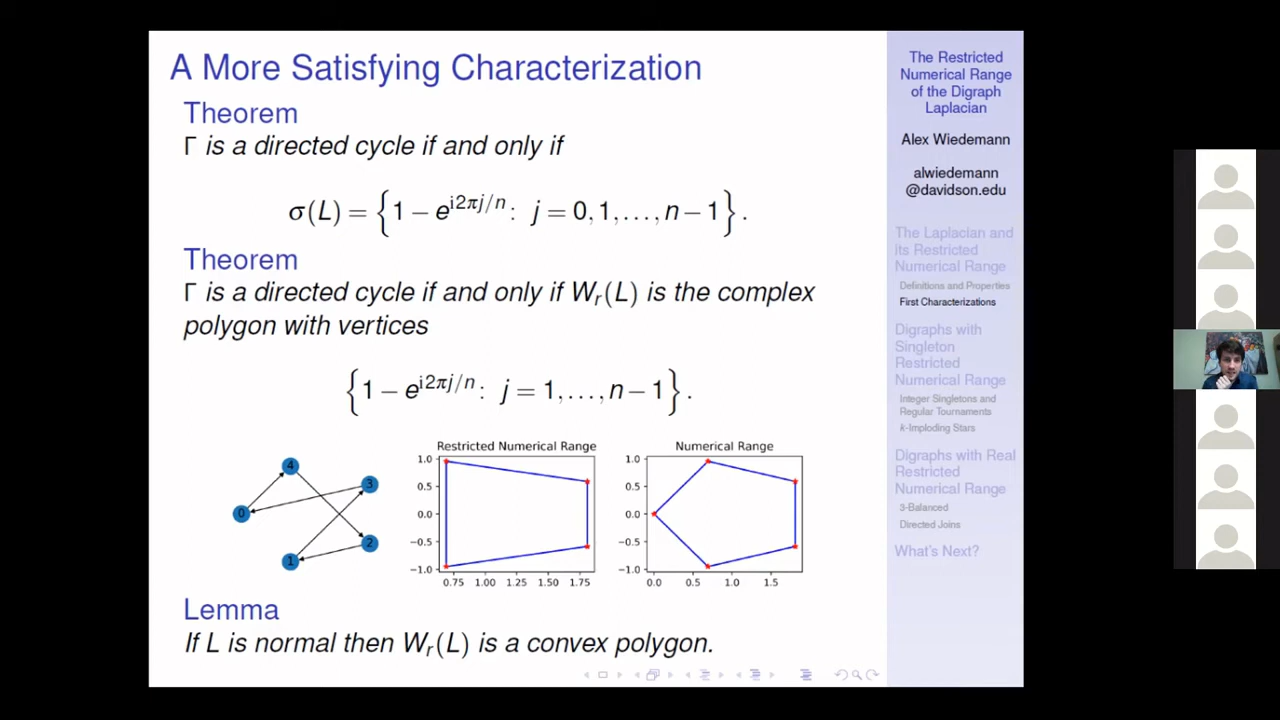 A More Satisfying Characterization
Theorem
Γ is a directed cycle if and only if
σ(L) = {1 − e^{i2πj/n} : j = 0, 1, . . . , n − 1} .
Theorem
Γ is a directed cycle if and only if W_r(L) is the complex
polygon with vertices
{1 − e^{i2πj/n} : j = 1, . . . , n − 1} .
4
3
0
2
1
Restricted Numerical Range
1.0
0.5
0.0
−0.5
−1.0
0.75 1.00 1.25 1.50 1.75
Numerical Range
1.0
0.5
0.0
−0.5
−1.0
0.0 0.5 1.0 1.5
Lemma
If L is normal then W_r(L) is a convex polygon.
The Restricted
Numerical Range
of the Digraph
Laplacian
Alex Wiedemann
alwiedemann
@davidson.edu
The Laplacian and
Its Restricted
Numerical Range
Definitions and Properties
First Characterizations
Digraphs with
Singleton
Restricted
Numerical Range
Integer Singletons and
Regular Tournaments
k-Imploding Stars
Digraphs with Real
Restricted
Numerical Range
3-Balanced
Directed Joins
What's Next?